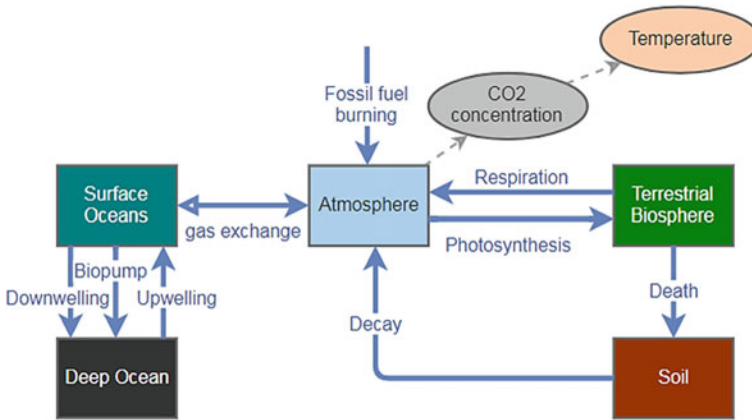 Temperature
CO2
concentration
Fossil fuel
burning
Surface
Oceans
gas exchange
Atmosphere
Respiration
Photosynthesis
Terrestrial
Biosphere
Biopump
Downwelling
Upwelling
Death
Decay
Deep Ocean
Soil